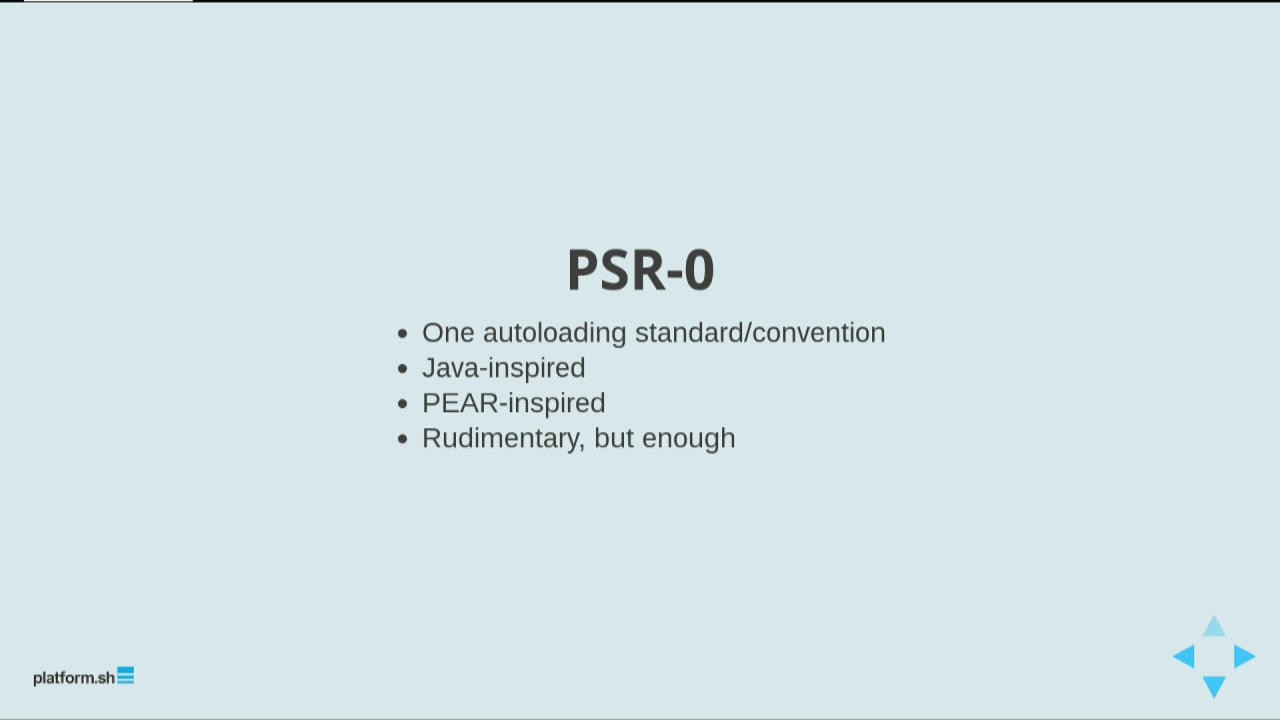 PSR-0
One autoloading standard/convention
Java-inspired
PEAR-inspired
Rudimentary, but enough
platform.sh